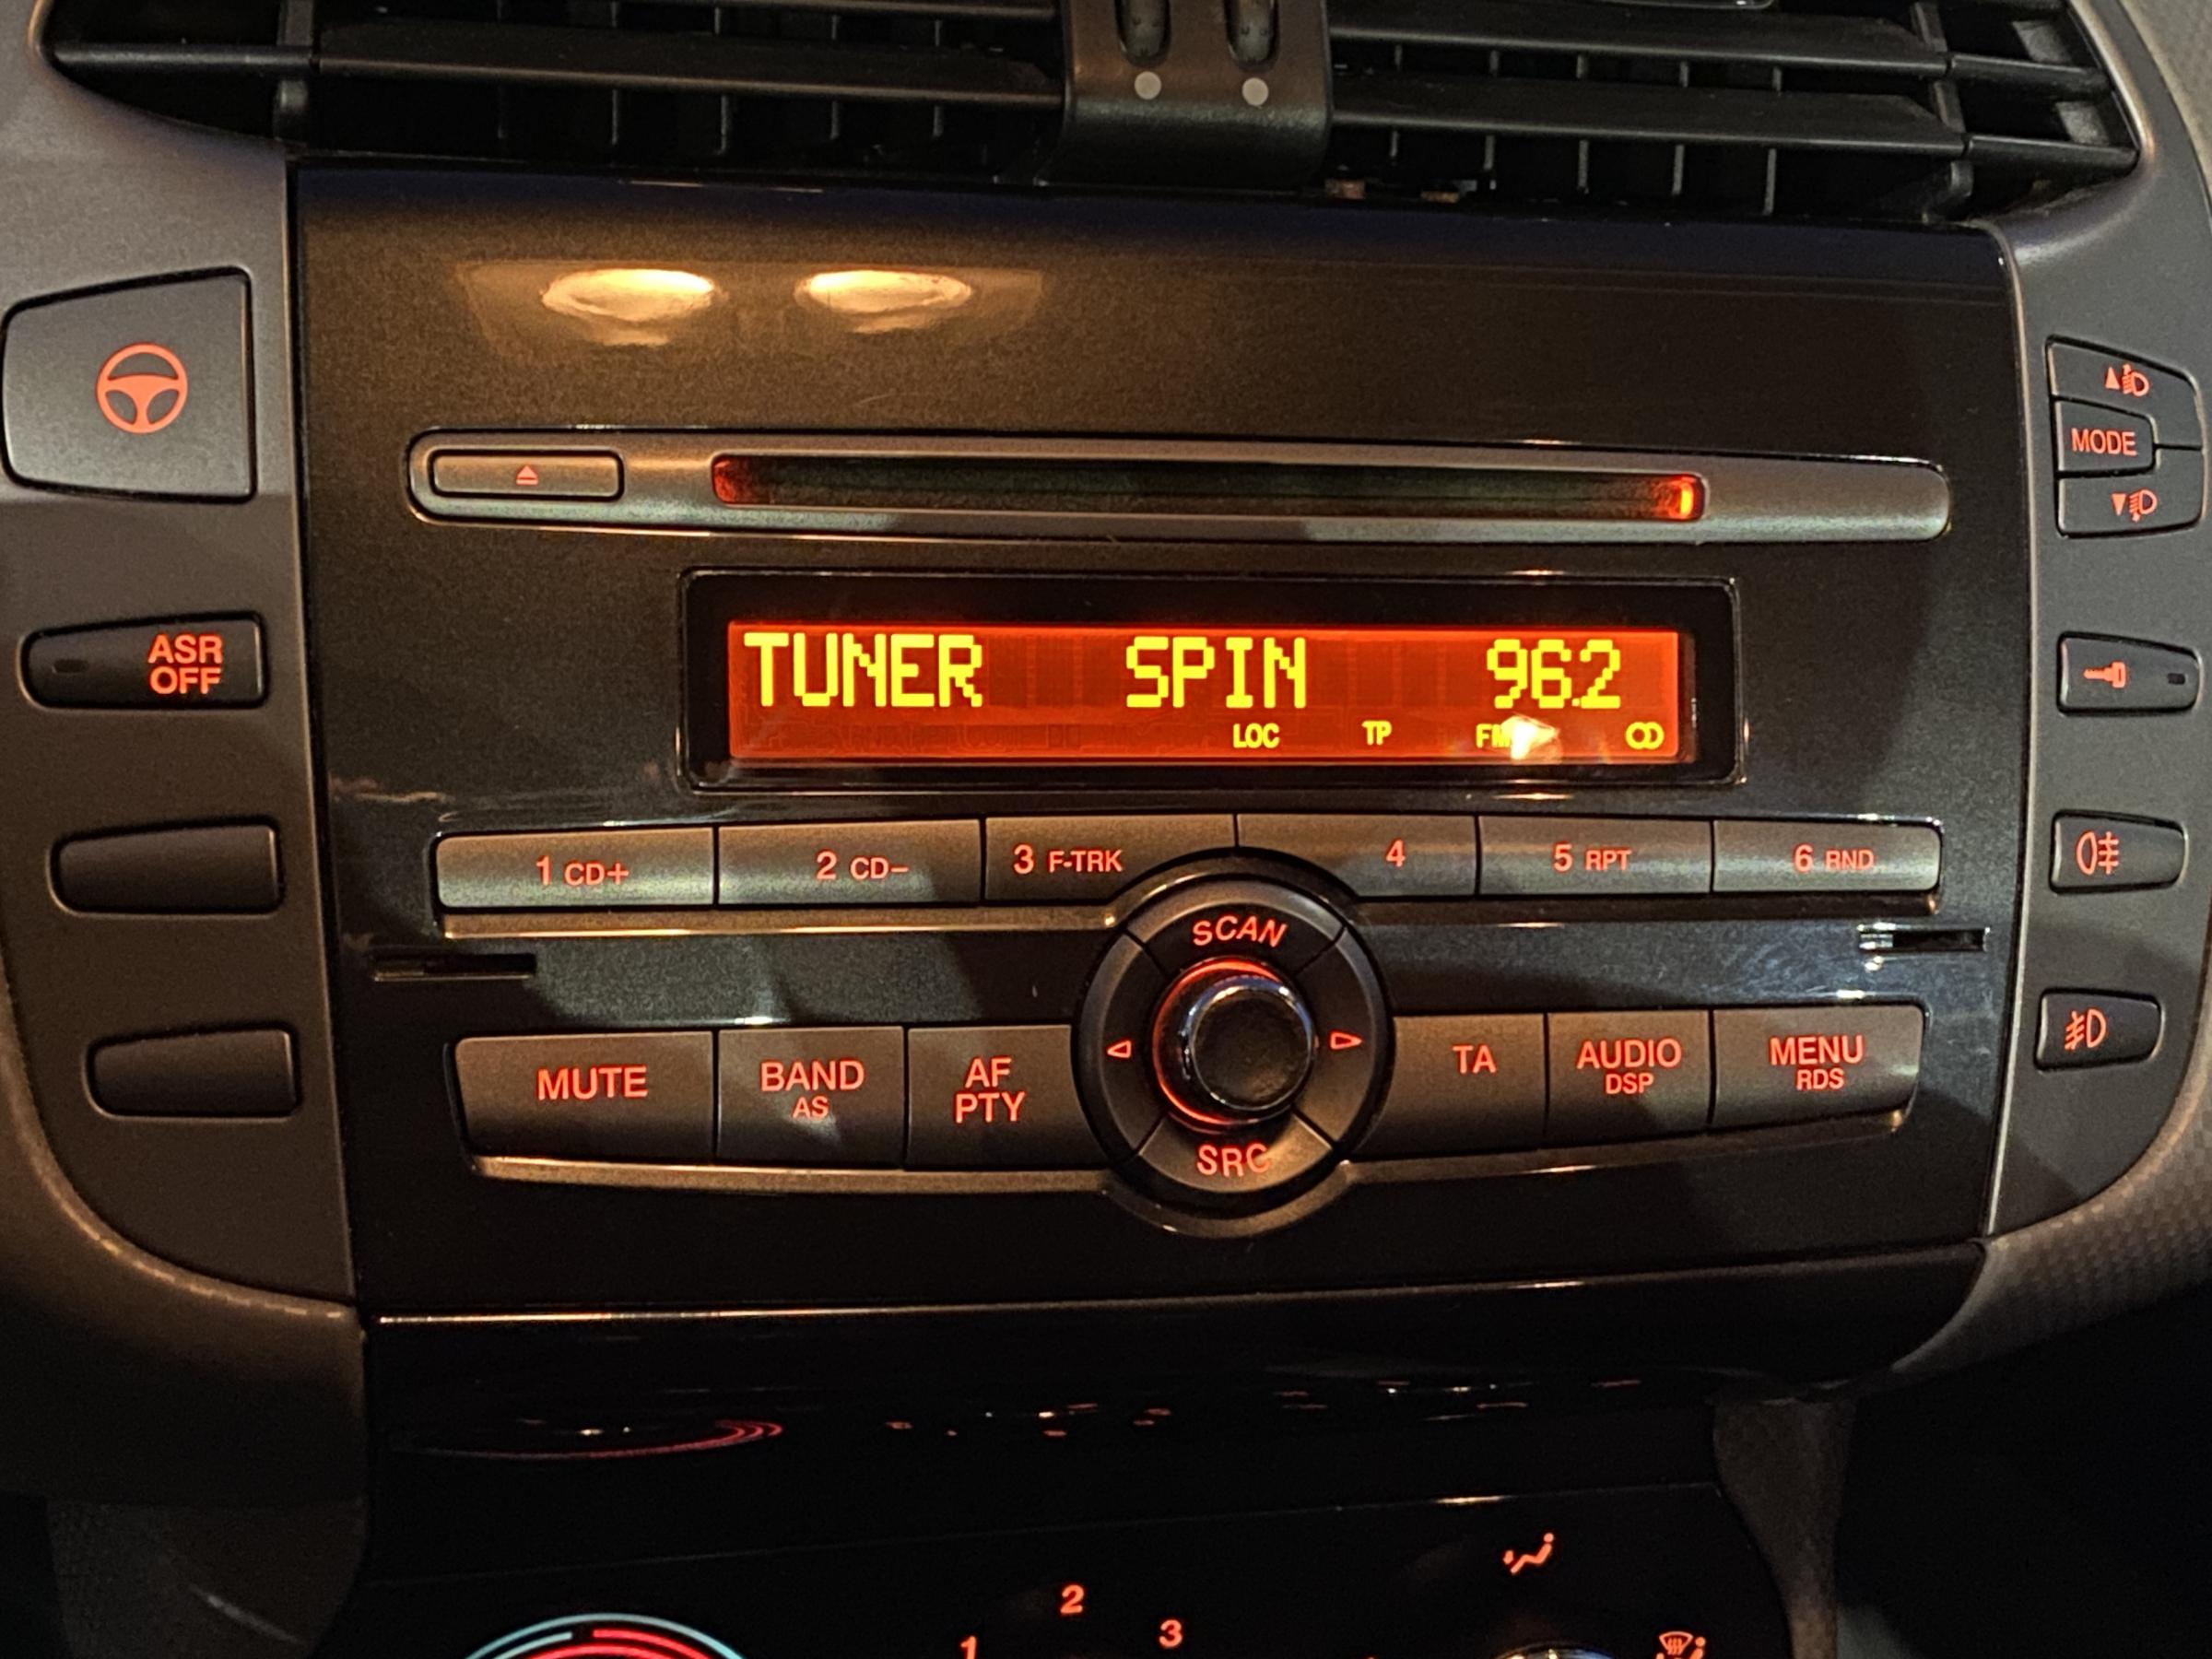 MODE
ASR
OFF
TUNER SPIN 96.2
LOC TP FM
1 CD+ 2 CD- 3 F-TRK 4 5 RPT 6 RND
SCAN
MUTE BAND AS AF PTY TA AUDIO DSP MENU RDS
SRC
1 2 3